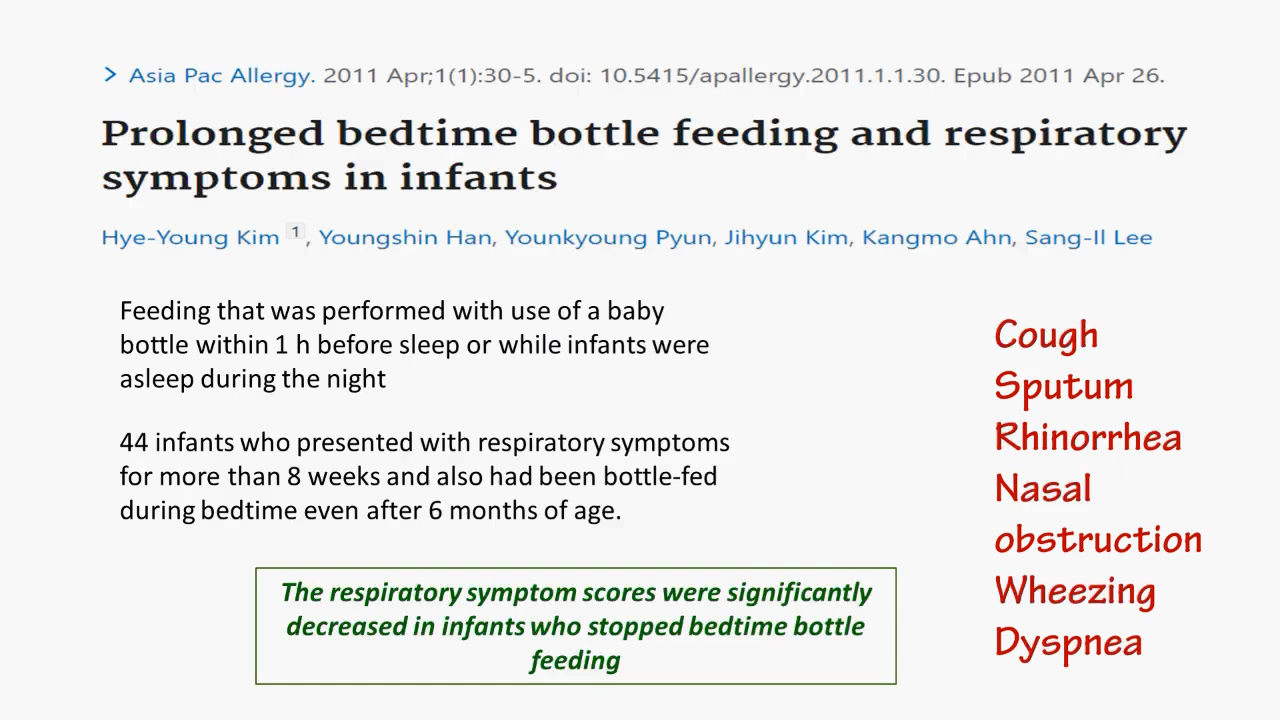 > Asia Pac Allergy. 2011 Apr;1(1):30-5. doi: 10.5415/apallergy.2011.1.1.30. Epub 2011 Apr 26.
Prolonged bedtime bottle feeding and respiratory
symptoms in infants
Hye-Young Kim 1, Youngshin Han, Younkyoung Pyun, Jihyun Kim, Kangmo Ahn, Sang-Il Lee
Feeding that was performed with use of a baby
bottle within 1 h before sleep or while infants were
asleep during the night
44 infants who presented with respiratory symptoms
for more than 8 weeks and also had been bottle-fed
during bedtime even after 6 months of age.
The respiratory symptom scores were significantly
decreased in infants who stopped bedtime bottle
feeding
Cough
Sputum
Rhinorrhea
Nasal
obstruction
Wheezing
Dyspnea